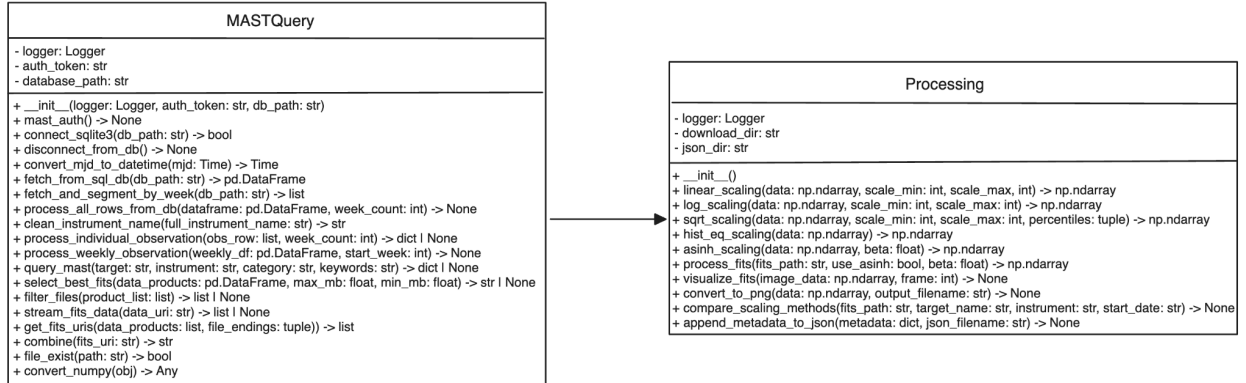 MASTQuery
- logger: Logger
- auth_token: str
- database_path: str
+ __init__(logger: Logger, auth_token: str, db_path: str)
+ mast_auth() -> None
+ connect_sqlite3(db_path: str) -> bool
+ disconnect_from_db() -> None
+ convert_mjd_to_datetime(mjd: Time) -> Time
+ fetch_from_sql_db(db_path: str) -> pd.DataFrame
+ fetch_and_segment_by_week(db_path: str) -> list
+ process_all_rows_from_db(dataframe: pd.DataFrame, week_count: int) -> None
+ clean_instrument_name(full_instrument_name: str) -> str
+ process_individual_observation(obs_row: list, week_count: int) -> dict | None
+ process_weekly_observation(weekly_df: pd.DataFrame, start_week: int) -> None
+ query_mast(target: str, instrument: str, category: str, keywords: str) -> dict | None
+ select_best_fits(data_products: pd.DataFrame, max_mb: float, min_mb: float) -> str | None
+ filter_files(product_list: list) -> list | None
+ stream_fits_data(data_uri: str) -> list | None
+ get_fits_uris(data_products: list, file_endings: tuple)) -> list
+ combine(fits_uri: str) -> str
+ file_exist(path: str) -> bool
+ convert_numpy(obj) -> Any
Processing
- logger: Logger
- download_dir: str
- json_dir: str
+ __init__()
+ linear_scaling(data: np.ndarray, scale_min: int, scale_max, int) -> np.ndarray
+ log_scaling(data: np.ndarray, scale_min: int, scale_max: int) -> np.ndarray
+ sqrt_scaling(data: np.ndarray, scale_min: int, scale_max: int, percentiles: tuple) -> np.ndarray
+ hist_eq_scaling(data: np.ndarray) -> np.ndarray
+ asinh_scaling(data: np.ndarray, beta: float) -> np.ndarray
+ process_fits(fits_path: str, use_asinh: bool, beta: float) -> np.ndarray
+ visualize_fits(image_data: np.ndarray, frame: int) -> None
+ convert_to_png(data: np.ndarray, output_filename: str) -> None
+ compare_scaling_methods(fits_path: str, target_name: str, instrument: str, start_date: str) -> None
+ append_metadata_to_json(metadata: dict, json_filename: str) -> None